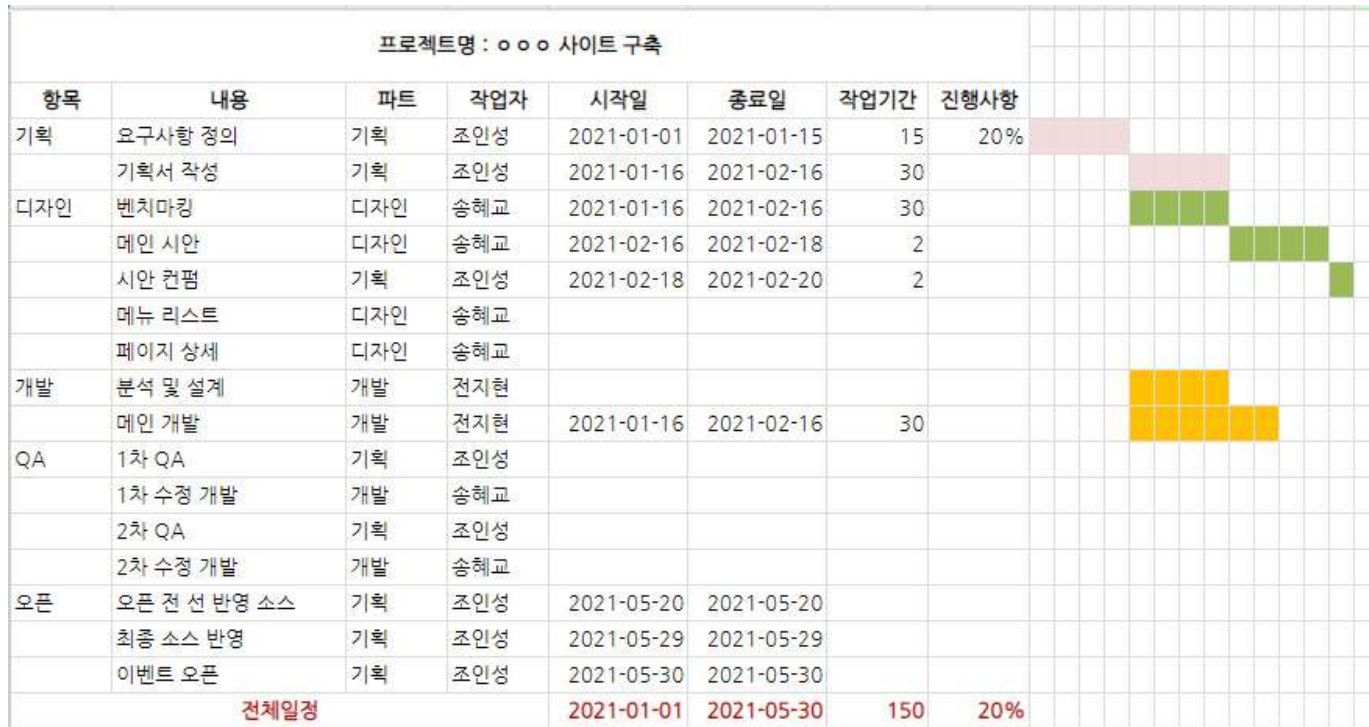 프로젝트명 : ㅇㅇㅇ 사이트 구축
항목 내용 파트 작업자 시작일 종료일 작업기간 진행사항
기획 요구사항 정의 기획 조인성 2021-01-01 2021-01-15 15 20%
기획서 작성 기획 조인성 2021-01-16 2021-02-16 30
디자인 벤치마킹 디자인 송혜교 2021-01-16 2021-02-16 30
메인 시안 디자인 송혜교 2021-02-16 2021-02-18 2
시안 컨펌 기획 조인성 2021-02-18 2021-02-20 2
메뉴 리스트 디자인 송혜교
페이지 상세 디자인 송혜교
개발 분석 및 설계 개발 전지현
메인 개발 개발 전지현 2021-01-16 2021-02-16 30
QA 1차 QA 기획 조인성
1차 수정 개발 개발 송혜교
2차 QA 기획 조인성
2차 수정 개발 개발 송혜교
오픈 오픈 전 선 반영 소스 기획 조인성 2021-05-20 2021-05-20
최종 소스 반영 기획 조인성 2021-05-29 2021-05-29
이벤트 오픈 기획 조인성 2021-05-30 2021-05-30
전체일정 2021-01-01 2021-05-30 150 20%